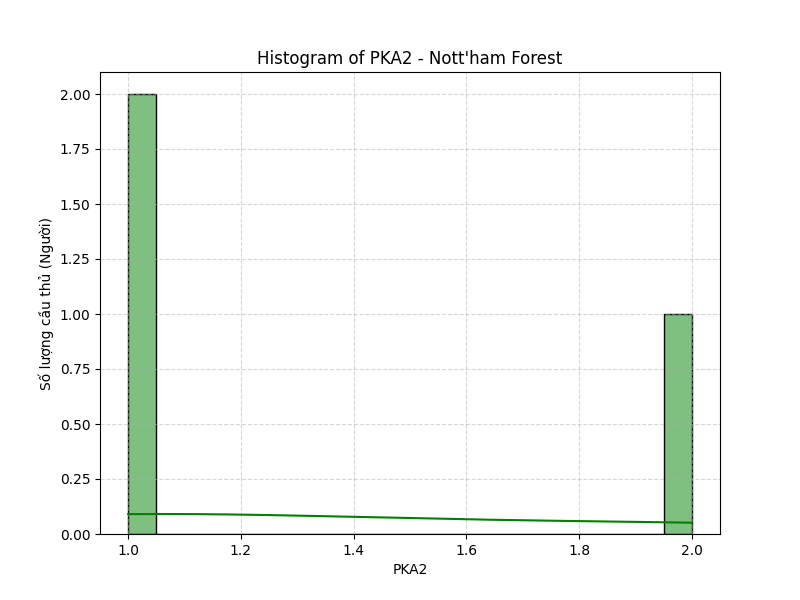 Histogram of PKA2 - Nott'ham Forest
Số lượng cầu thủ (Người)
2.00
1.75
1.50
1.25
1.00
0.75
0.50
0.25
0.00
1.0 1.2 1.4 1.6 1.8 2.0
PKA2